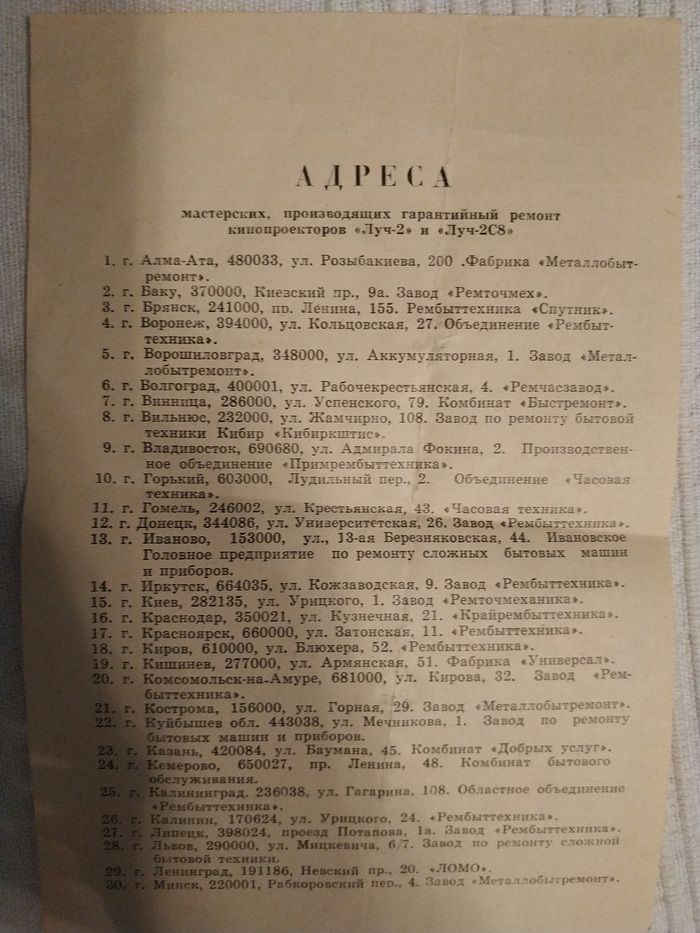 АДРЕСА
мастерских, производящих гарантийный ремонт
кинопроекторов «Луч-2» и «Луч-2С8»
1. г. Алма-Ата, 480033, ул. Розыбакиева, 200 .Фабрика «Металлобыт-
ремонт».
2. г. Баку, 370000, Киевский пр., 9а. Завод «Ремточмех».
3. г. Брянск, 241000, пр. Ленина, 155. Рембыттехника «Спутник».
4. г. Воронеж, 394000, ул. Кольцовская, 27. Объединение «Рембыт-
техника».
5. г. Ворошиловград, 348000, ул. Аккумуляторная, 1. Завод «Метал-
лобытремонт».
6. г. Волгоград, 400001, ул. Рабочекрестьянская, 4. «Ремчасзавод».
7. г. Винница, 286000, ул. Успенского, 79. Комбинат «Быстремонт».
8. г. Вильнюс, 232000, ул. Жамчирно, 108. Завод по ремонту бытовой
техники Кибир «Кибиркштис».
9. г. Владивосток, 690680, ул. Адмирала Фокина, 2. Производствен-
ное объединение «Примрембыттехника».
10. г. Горький, 603000, Лудильный пер., 2. Объединение «Часовая
техника».
11. г. Гомель, 246002, ул. Крестьянская, 43. «Часовая техника».
12. г. Донецк, 344086, ул. Университетская, 26. Завод «Рембыттехника».
13. г. Иваново, 153000, ул., 13-ая Березняковская, 44. Ивановское
Головное предприятие по ремонту сложных бытовых машин
и приборов.
14. г. Иркутск, 664035, ул. Кожзаводская, 9. Завод «Рембыттехника».
15. г. Киев, 282135, ул. Урицкого, 1. Завод «Ремточмеханика».
16. г. Краснодар, 350021, ул. Кузнечная, 21. «Крайрембыттехника».
17. г. Красноярск, 660000, ул. Затонская, 11. «Рембыттехника».
18. г. Киров, 610000, ул. Блюхера, 52. «Рембыттехника».
19. г. Кишинев, 277000, ул. Армянская, 51. Фабрика «Универсал».
20. г. Комсомольск-на-Амуре, 681000, ул. Кирова, 32. Завод «Рем-
быттехника».
21. г. Кострома, 156000, ул. Горная, 29. Завод «Металлобытремонт».
22. г. Куйбышев обл. 443038, ул. Мечникова, 1. Завод по ремонту
бытовых машин и приборов.
23. г. Казань, 420084, ул. Баумана, 45. Комбинат «Добрых услуг».
24. г. Кемерово, 650027, пр. Ленина, 48. Комбинат бытового
обслуживания.
25. г. Калининград. 236038, ул. Гагарина, 108. Областное объединение
«Рембыттехника».
26. г. Калинин, 170624, ул. Урицкого, 24. «Рембыттехника».
27. г. Липецк, 398024, проезд Потапова, 1а. Завод «Рембыттехника».
28. г. Львов, 290000, ул. Мицкевича, 6/7. Завод по ремонту сложной
бытовой техники.
29. г. Ленинград, 191186, Невский пр., 20. «ЛОМО».
30. г. Минск, 220001, Рабкоровский пер., 4. Завод «Металлобытремонт».